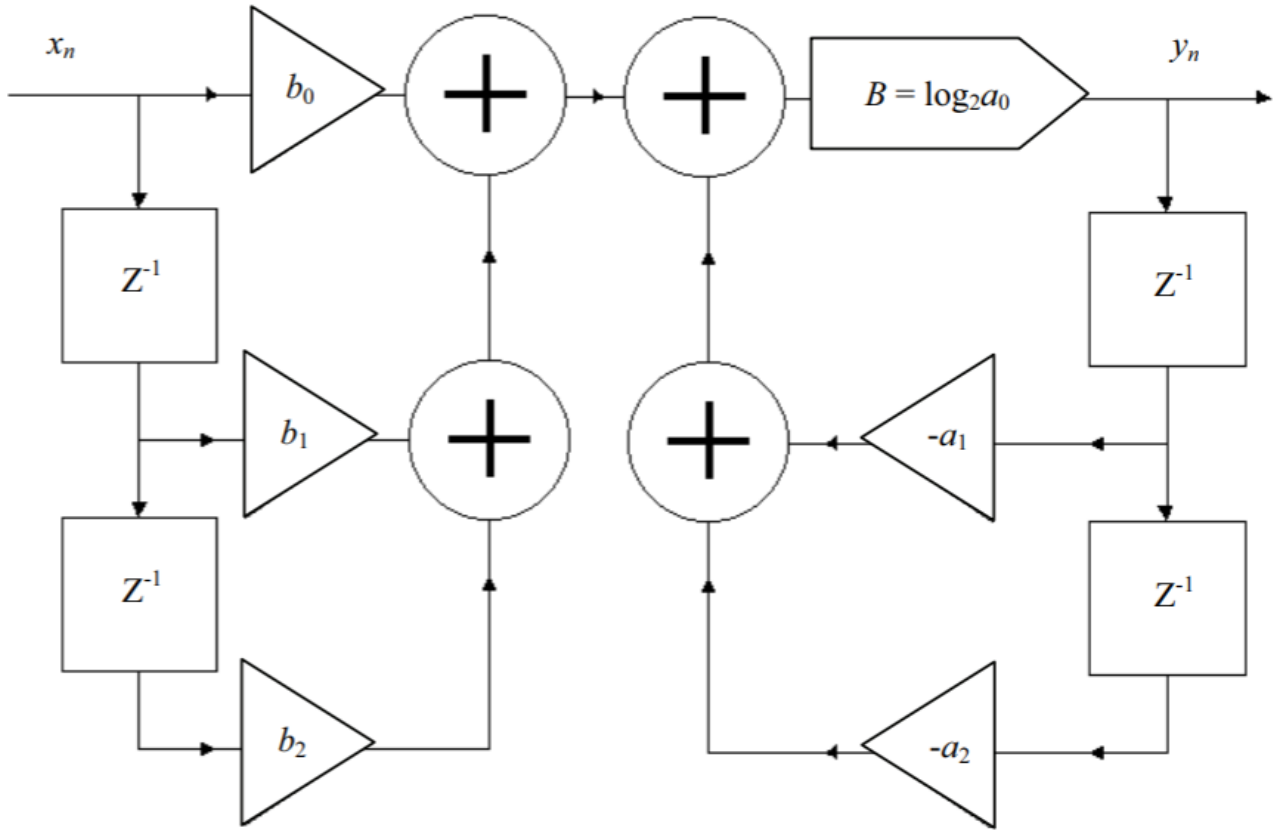 xₙ
b₀
+
+
B = log₂a₀
yₙ
Z⁻¹
Z⁻¹
b₁
+
+
-a₁
Z⁻¹
Z⁻¹
b₂
-a₂